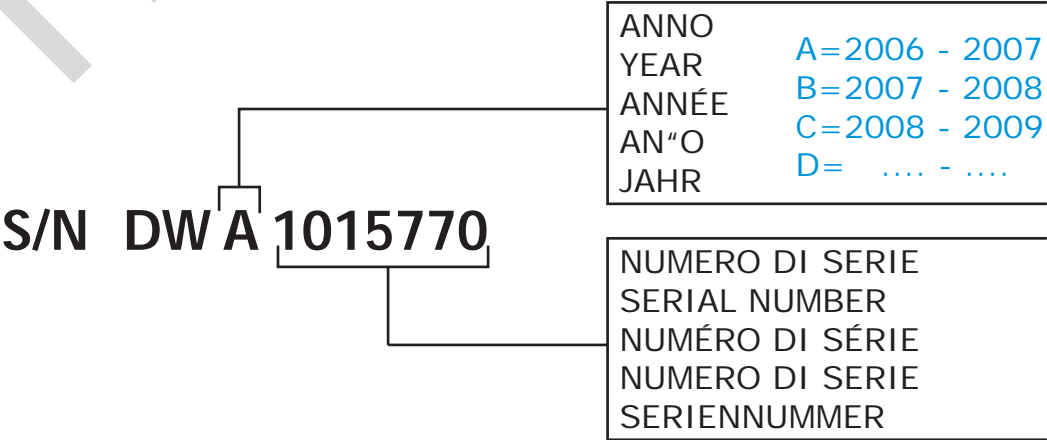 ANNO
YEAR
ANNÉE
AN“O
JAHR
A=2006 - 2007
B=2007 - 2008
C=2008 - 2009
D= .... - ....
S/N DW A 1015770
NUMERO DI SERIE
SERIAL NUMBER
NUMÉRO DI SÉRIE
NUMERO DI SERIE
SERIENNUMMER